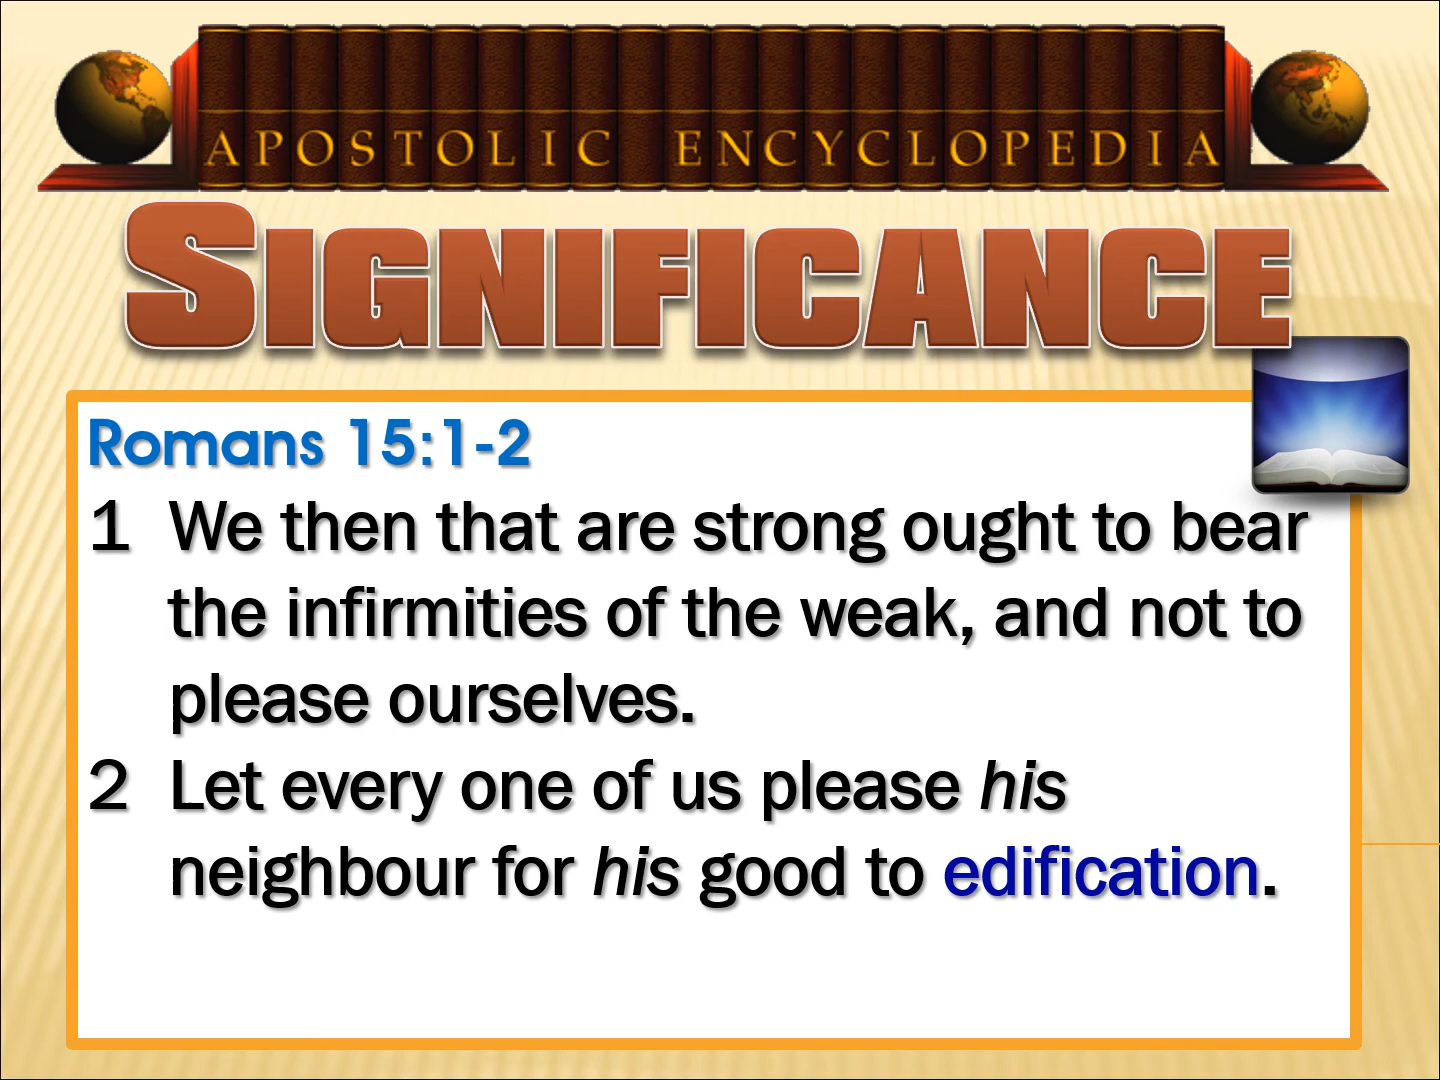 APOSTOLIC ENCYCLOPEDIA
SIGNIFICANCE
Romans 15:1-2
1 We then that are strong ought to bear
the infirmities of the weak, and not to
please ourselves.
2 Let every one of us please his
neighbour for his good to edification.